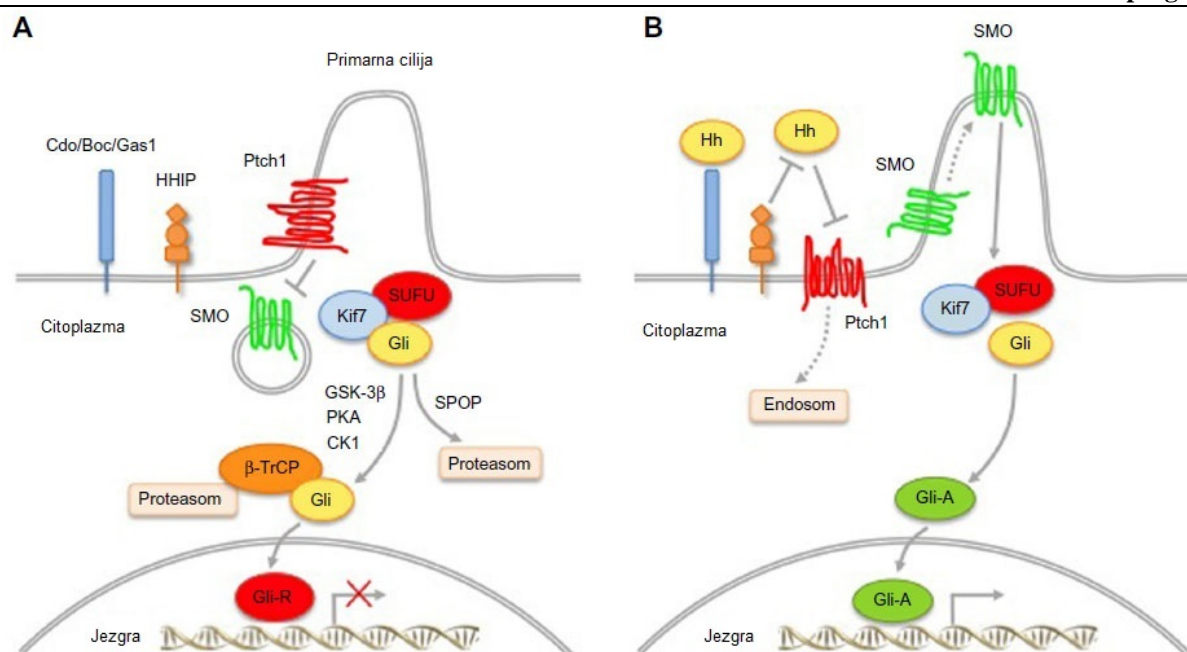 A
Primarna cilija
Cdo/Boc/Gas1
HHIP
Ptch1
SMO
Citoplazma
SUFU
Kif7
Gli
GSK-3β
PKA
CK1
SPOP
Proteasom
β-TrCP
Proteasom
Gli
Gli-R
Jezgra
B
SMO
Hh
Hh
SMO
Ptch1
Citoplazma
SUFU
Kif7
Gli
Endosom
Gli-A
Gli-A
Jezgra